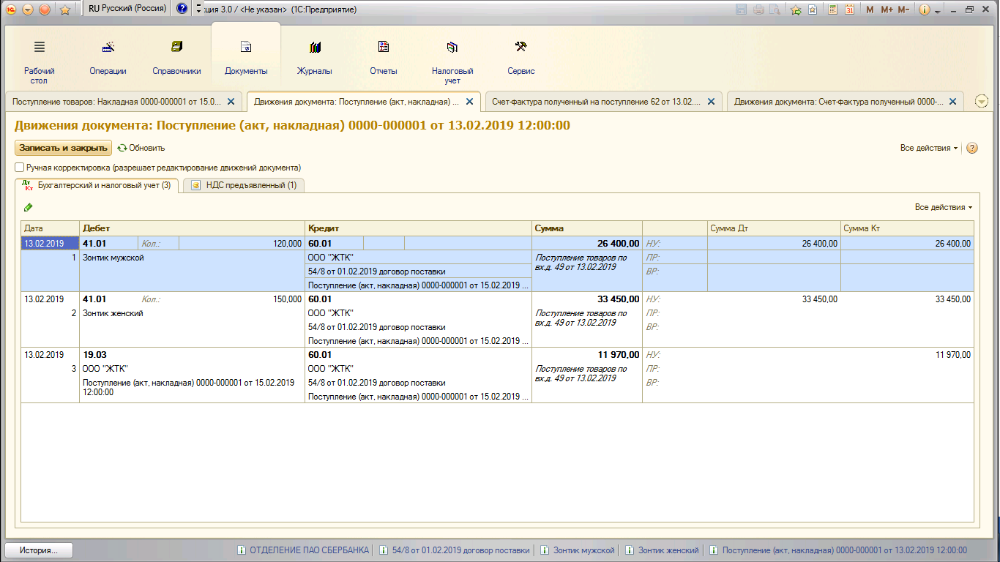 RU Русский (Россия)
ция 3.0 / <Не указан> (1С:Предприятие)
M M+ M-
31
Рабочий стол
Операции
Справочники
Документы
Журналы
Отчеты
Налоговый учет
Сервис
Поступление товаров: Накладная 0000-000001 от 15.0...
Движения документа: Поступление (акт, накладная) ...
Счет-фактура полученный на поступление 62 от 13.02....
Движения документа: Счет-фактура полученный 0000-...
Движения документа: Поступление (акт, накладная) 0000-000001 от 13.02.2019 12:00:00
Записать и закрыть
Обновить
Все действия
Ручная корректировка (разрешает редактирование движений документа)
Дт Кт Бухгалтерский и налоговый учет (3)
НДС предъявленный (1)
Все действия
Дата Дебет Кредит Сумма Сумма Дт Сумма Кт
13.02.2019 41.01 Кол.: 120,000 60.01 26 400,00 НУ: 26 400,00 26 400,00
1 Зонтик мужской ООО "ЖТК" Поступление товаров по вх.д. 49 от 13.02.2019 ПР:
54/8 от 01.02.2019 договор поставки ВР:
Поступление (акт, накладная) 0000-000001 от 15.02.2019 ...
13.02.2019 41.01 Кол.: 150,000 60.01 33 450,00 НУ: 33 450,00 33 450,00
2 Зонтик женский ООО "ЖТК" Поступление товаров по вх.д. 49 от 13.02.2019 ПР:
54/8 от 01.02.2019 договор поставки ВР:
Поступление (акт, накладная) 0000-000001 от 15.02.2019 ...
13.02.2019 19.03 60.01 11 970,00 НУ: 11 970,00
3 ООО "ЖТК" ООО "ЖТК" Поступление товаров по вх.д. 49 от 13.02.2019 ПР:
Поступление (акт, накладная) 0000-000001 от 15.02.2019 12:00:00 54/8 от 01.02.2019 договор поставки ВР:
Поступление (акт, накладная) 0000-000001 от 15.02.2019 ...
История...
ОТДЕЛЕНИЕ ПАО СБЕРБАНКА
54/8 от 01.02.2019 договор поставки
Зонтик мужской
Зонтик женский
Поступление (акт, накладная) 0000-000001 от 13.02.2019 12:00:00